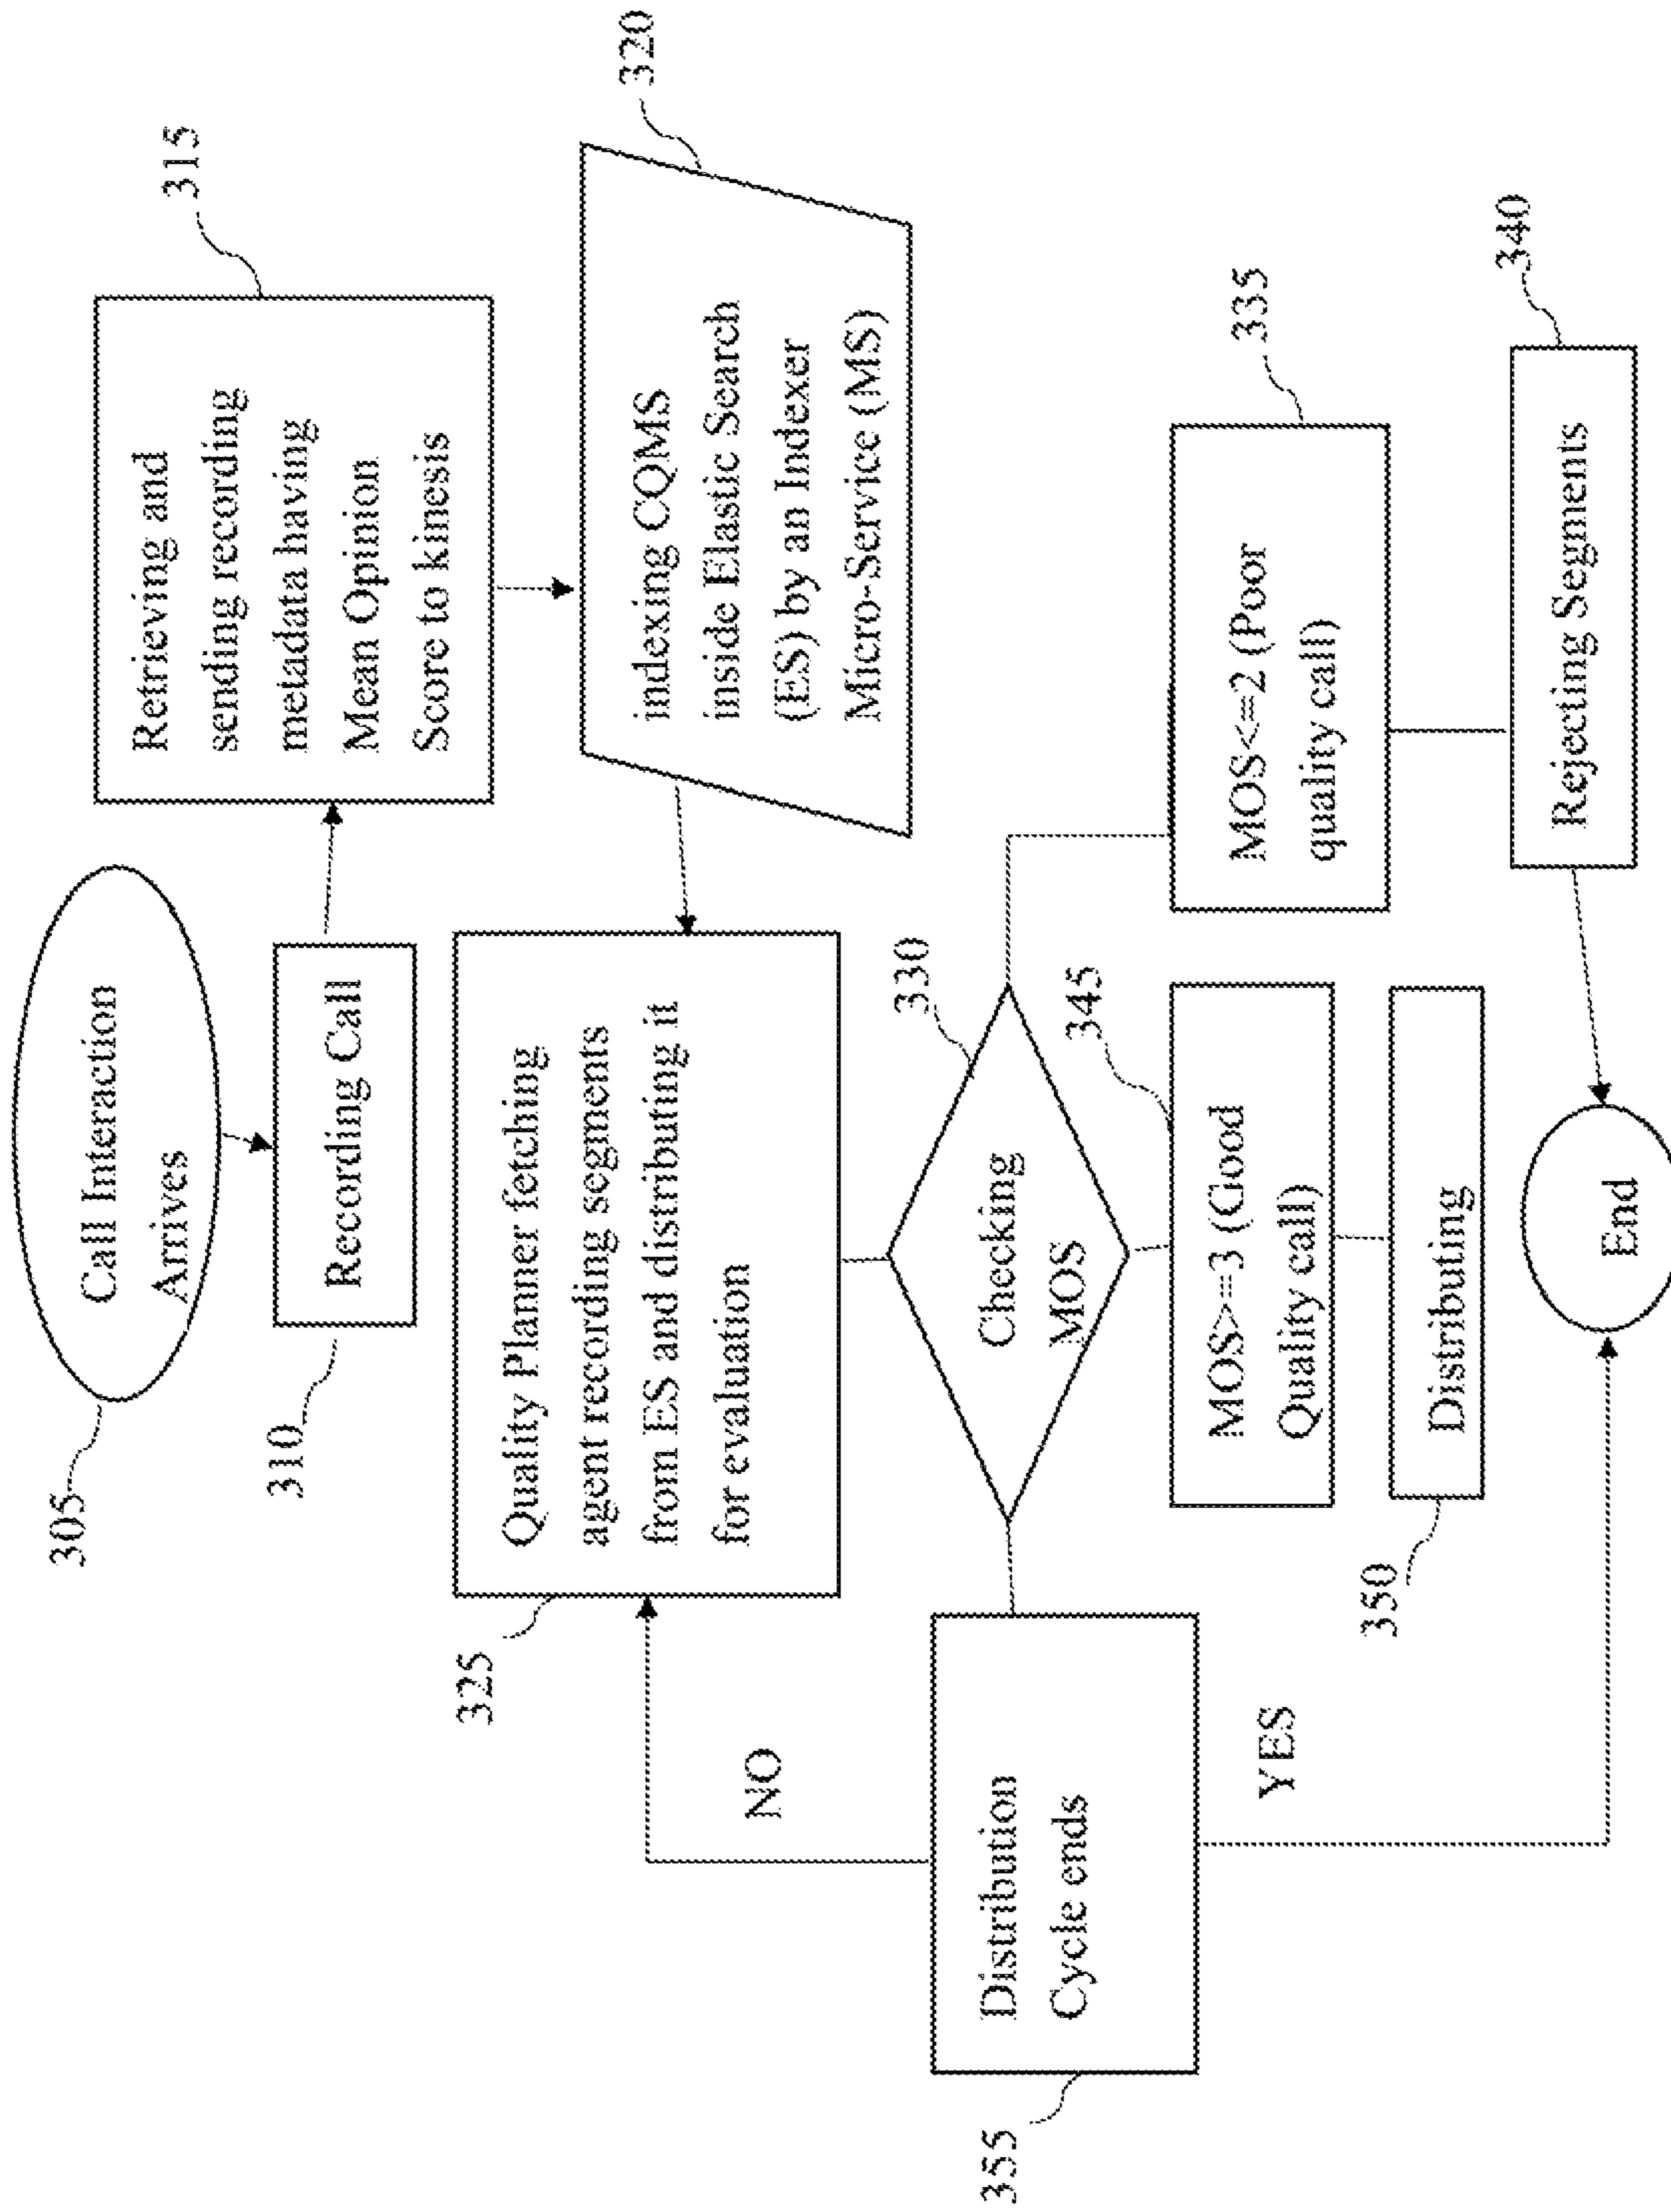 305
Call Interaction
Arrives
310
Recording Call
315
Retrieving and
sending recording
metadata having
Mean Opinion
Score to kinesis
320
indexing CQMS
inside Elastic Search
(ES) by an Indexer
Micro-Service (MS)
325
Quality Planner fetching
agent recording segments
from ES and distributing it
for evaluation
330
Checking
MOS
335
MOS<=2 (Poor
quality call)
340
Rejecting Segments
345
MOS>=3 (Good
Quality call)
350
Distributing
355
Distribution
Cycle ends
NO
YES
End